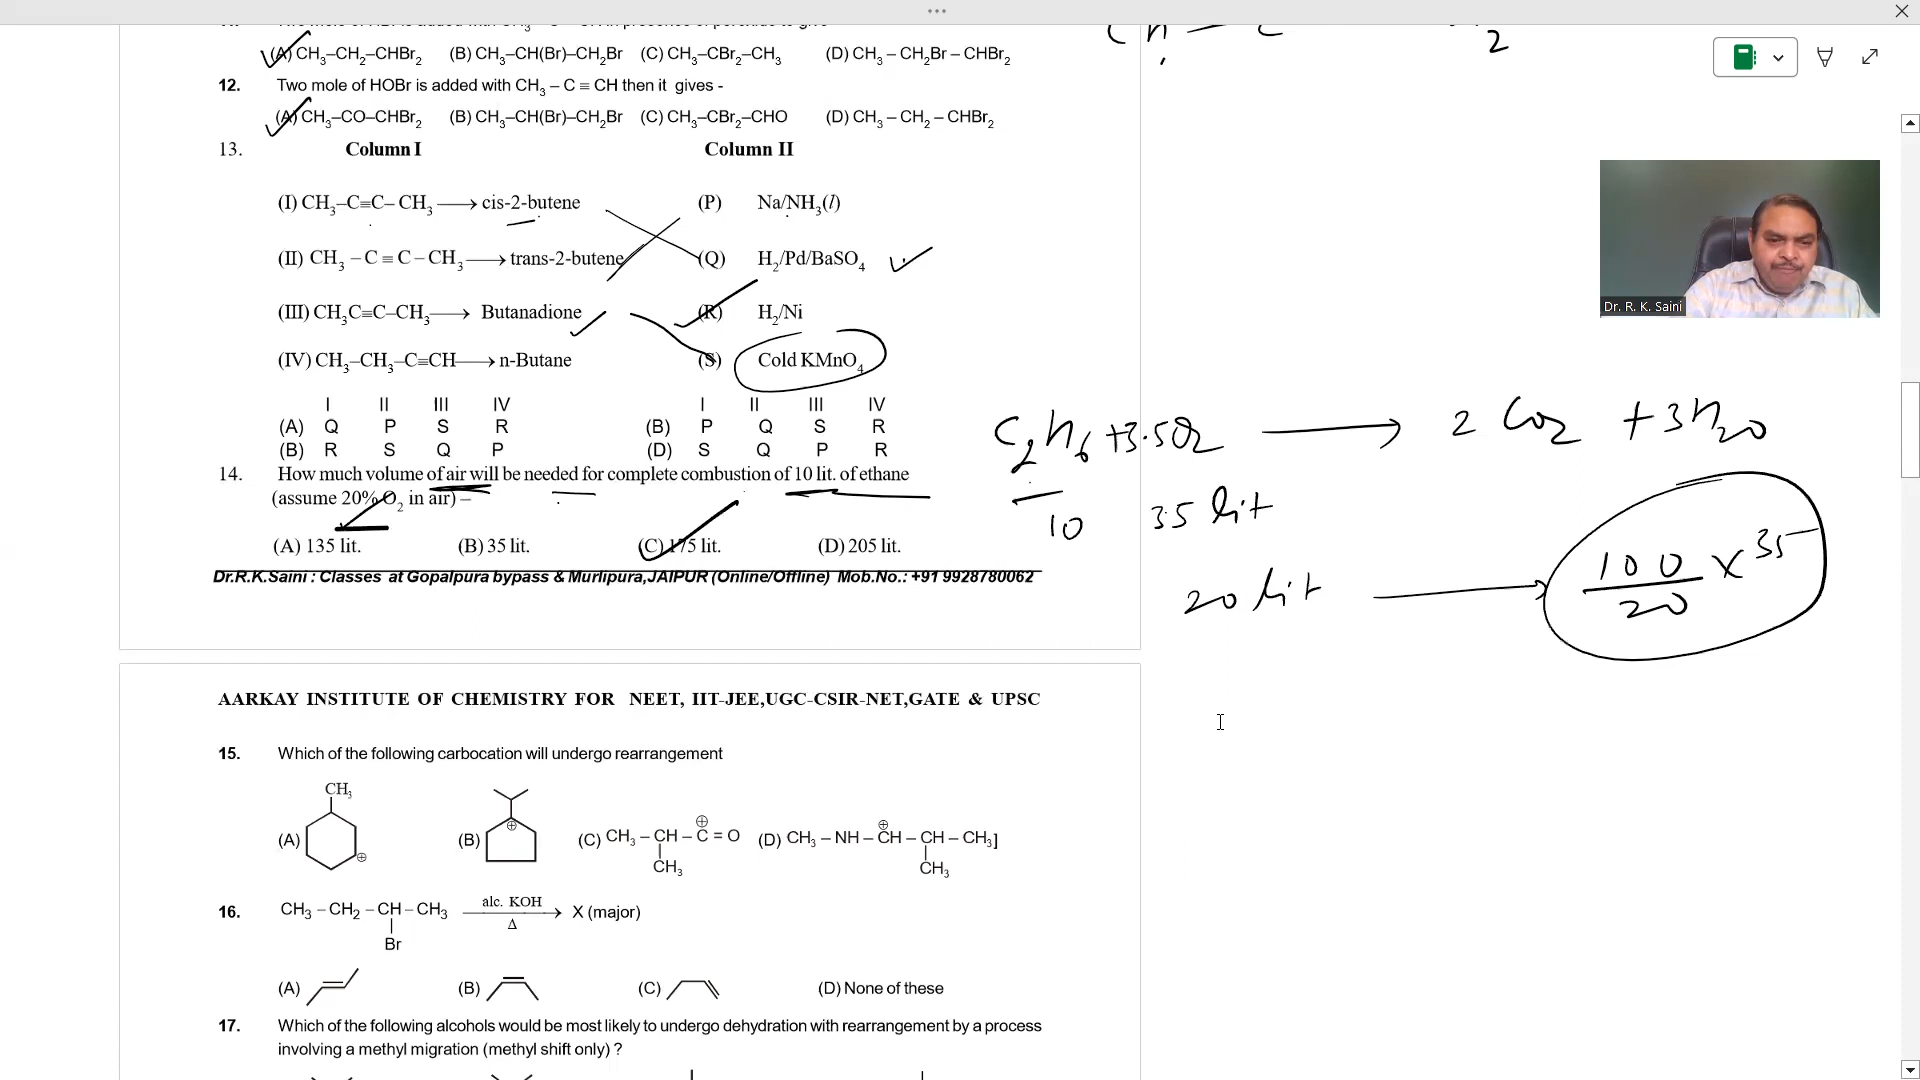 (A) CH3–CH2–CHBr2 (B) CH3–CH(Br)–CH2Br (C) CH3–CBr2–CH3 (D) CH3 – CH2Br – CHBr2
12. Two mole of HOBr is added with CH3 – C ≡ CH then it gives -
(A) CH3–CO–CHBr2 (B) CH3–CH(Br)–CH2Br (C) CH3–CBr2–CHO (D) CH3 – CH2 – CHBr2
13. Column I Column II
(I) CH3–C≡C– CH3 ⟶ cis-2-butene (P) Na/NH3(l)
(II) CH3 – C ≡ C – CH3 ⟶ trans-2-butene (Q) H2/Pd/BaSO4
(III) CH3C≡C–CH3 ⟶ Butanadione (R) H2/Ni
(IV) CH3–CH3–C≡CH ⟶ n-Butane (S) Cold KMnO4
I II III IV I II III IV
(A) Q P S R (B) P Q S R
(B) R S Q P (D) S Q P R
14. How much volume of air will be needed for complete combustion of 10 lit. of ethane
(assume 20% O2 in air) –
(A) 135 lit. (B) 35 lit. (C) 175 lit. (D) 205 lit.
Dr.R.K.Saini : Classes at Gopalpura bypass & Murlipura,JAIPUR (Online/Offline) Mob.No.: +91 9928780062
Dr. R. K. Saini
C2H6 + 3.5O2 ⟶ 2 CO2 + 3H2O
10 35 lit
20 lit ⟶ 100/20 x 35
AARKAY INSTITUTE OF CHEMISTRY FOR NEET, IIT-JEE,UGC-CSIR-NET,GATE & UPSC
15. Which of the following carbocation will undergo rearrangement
CH3
(A) ⊕ (B) ⊕ (C) CH3 – CH – C⊕ = O (D) CH3 – NH – CH⊕ – CH – CH3]
CH3 CH3
16. CH3 – CH2 – CH – CH3 alc. KOH ⟶ Δ X (major)
Br
(A) (B) (C) (D) None of these
17. Which of the following alcohols would be most likely to undergo dehydration with rearrangement by a process
involving a methyl migration (methyl shift only) ?